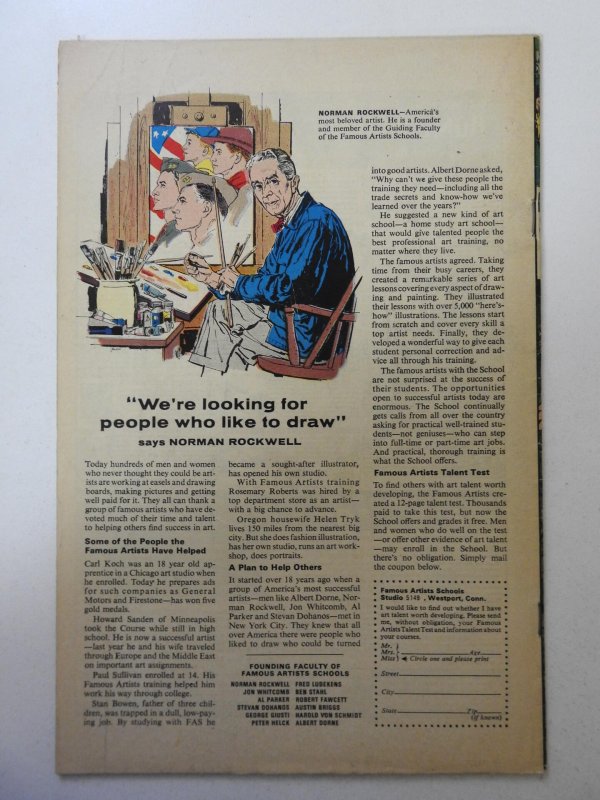 NORMAN ROCKWELL—America's
most beloved artist. He is a founder
and member of the Guiding Faculty
of the Famous Artists Schools.
"We're looking for
people who like to draw"
says NORMAN ROCKWELL
Today hundreds of men and women
who never thought they could be art-
ists are working at easels and drawing
boards, making pictures and getting
well paid for it. They all can thank a
group of famous artists who have de-
voted much of their time and talent
to helping others find success in art.
Some of the People the
Famous Artists Have Helped
Carl Koch was an 18 year old ap-
prentice in a Chicago art studio when
he enrolled. Today he prepares ads
for such companies as General
Motors and Firestone—has won five
gold medals.
Howard Sanden of Minneapolis
took the Course while still in high
school. He is now a successful artist
—last year he and his wife traveled
through Europe and the Middle East
on important art assignments.
Paul Sullivan enrolled at 14. His
Famous Artists training helped him
work his way through college.
Stan Bowen, father of three chil-
dren, was trapped in a dull, low-pay-
ing job. By studying with FAS he
became a sought-after illustrator,
has opened his own studio.
With Famous Artists training
Rosemary Roberts was hired by a
top department store as an artist—
with a big chance to advance.
Oregon housewife Helen Tryk
lives 150 miles from the nearest big
city. But she does fashion illustration,
has her own studio, runs an art work-
shop, does portraits.
A Plan to Help Others
It started over 18 years ago when a
group of America's most successful
artists—men like Albert Dorne, Nor-
man Rockwell, Jon Whitcomb, Al
Parker and Stevan Dohanos—met in
New York City. They knew that all
over America there were people who
liked to draw who could be turned
FOUNDING FACULTY OF
FAMOUS ARTISTS SCHOOLS
NORMAN ROCKWELL FRED LUDEKENS
JON WHITCOMB BEN STAHL
AL PARKER ROBERT FAWCETT
STEVAN DOHANOS AUSTIN BRIGGS
GEORGE GIUSTI HAROLD VON SCHMIDT
PETER HELCK ALBERT DORNE
into good artists. Albert Dorne asked,
"Why can't we give these people the
training they need—including all the
trade secrets and know-how we've
learned over the years?"
He suggested a new kind of art
school—a home study art school—
that would give talented people the
best professional art training, no
matter where they live.
The famous artists agreed. Taking
time from their busy careers, they
created a remarkable series of art
lessons covering every aspect of draw-
ing and painting. They illustrated
their lessons with over 5,000 "here's-
how" illustrations. The lessons start
from scratch and cover every skill a
top artist needs. Finally, they de-
veloped a wonderful way to give each
student personal correction and ad-
vice all through his training.
The famous artists with the School
are not surprised at the success of
their students. The opportunities
open to successful artists today are
enormous. The School continually
gets calls from all over the country
asking for practical well-trained stu-
dents—not geniuses—who can step
into full-time or part-time art jobs.
And practical, thorough training is
what the School offers.
Famous Artists Talent Test
To find others with art talent worth
developing, the Famous Artists cre-
ated a 12-page talent test. Thousands
paid to take this test, but now the
School offers and grades it free. Men
and women who do well on the test
—or offer other evidence of art talent
—may enroll in the School. But
there's no obligation. Simply mail
the coupon below.
Famous Artists Schools
Studio 5149 , Westport, Conn.
I would like to find out whether I have
art talent worth developing. Please send
me, without obligation, your Famous
Artists Talent Test and information about
your courses.
Mr.
Mrs. Age
Miss Circle one and please print
Street
City
State Zip
(if known)